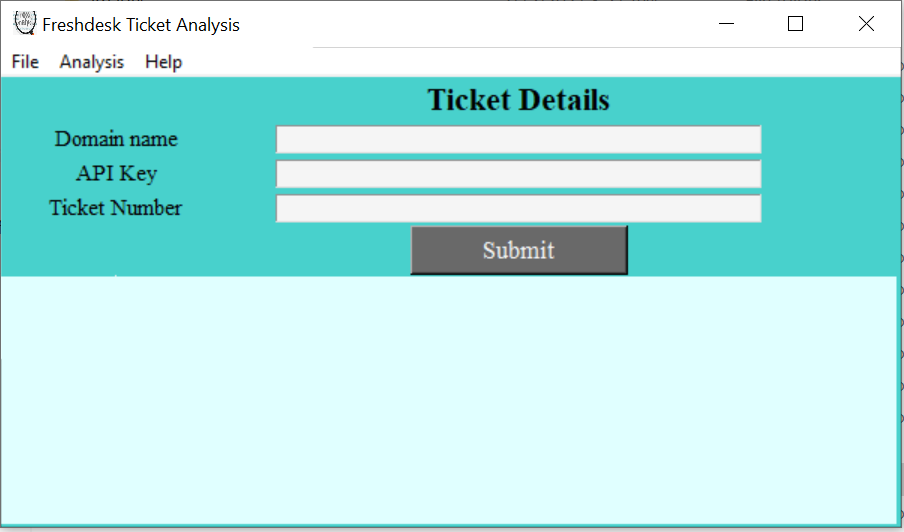 Freshdesk Ticket Analysis
File Analysis Help
Ticket Details
Domain name
API Key
Ticket Number
Submit